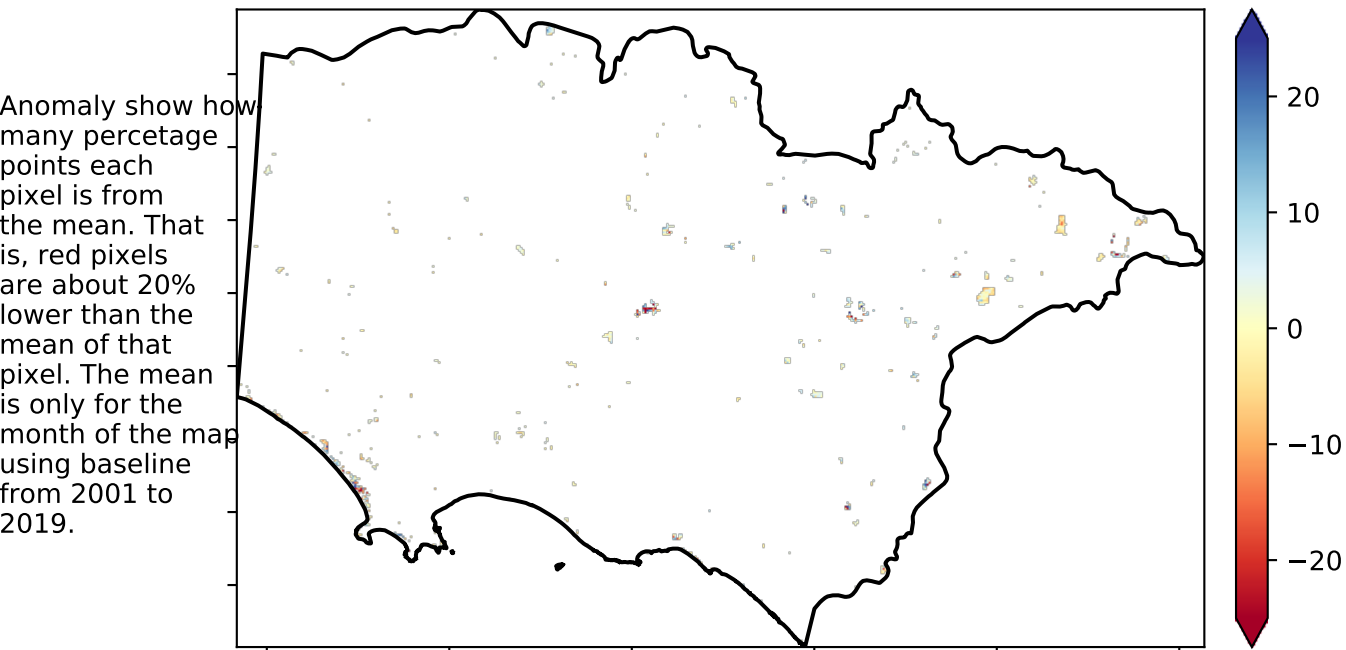 Anomaly show how
many percetage
points each
pixel is from
the mean. That
is, red pixels
are about 20%
lower than the
mean of that
pixel. The mean
is only for the
month of the map
using baseline
from 2001 to
2019.
20
10
0
−10
−20